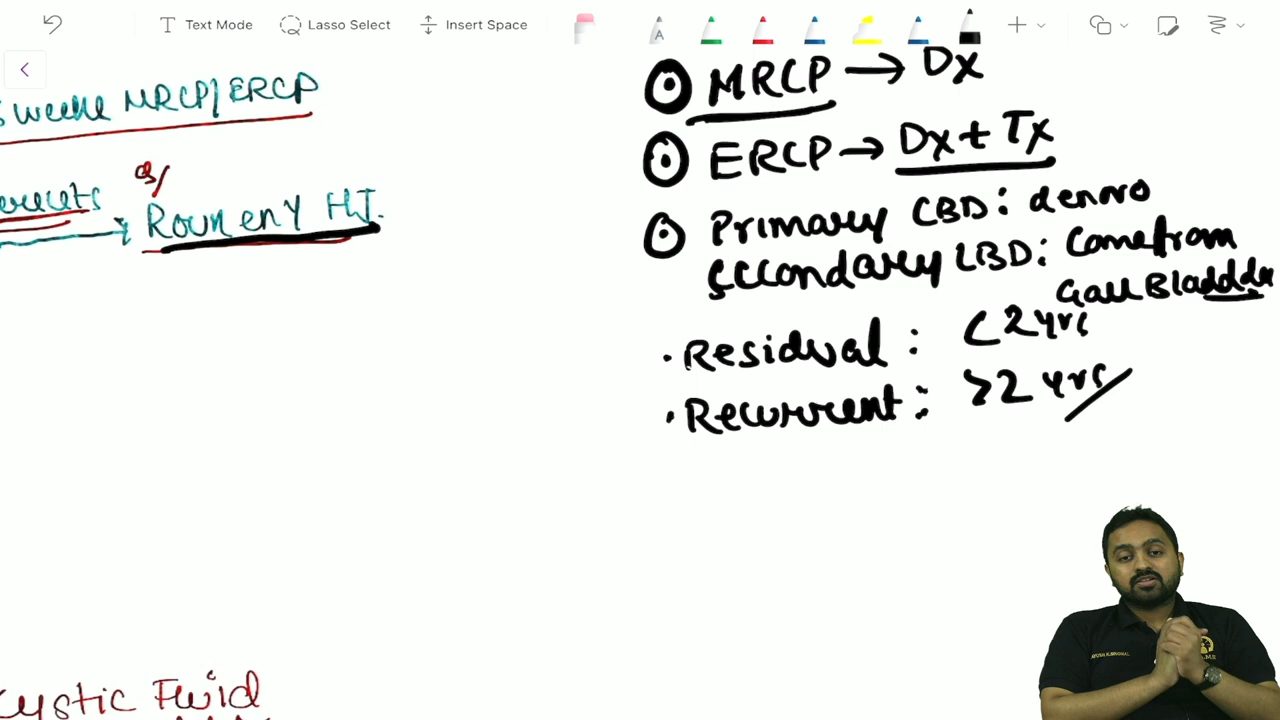 Text Mode
Lasso Select
Insert Space
weeks MRCP/ERCP
Roux en Y HJ.
Cystic Fluid
MRCP → Dx
ERCP → Dx + Tx
Primary CBD: denovo
Secondary CBD: Come from
Gall Bladder
Residual: <2 yrs
Recurrent: >2 yrs